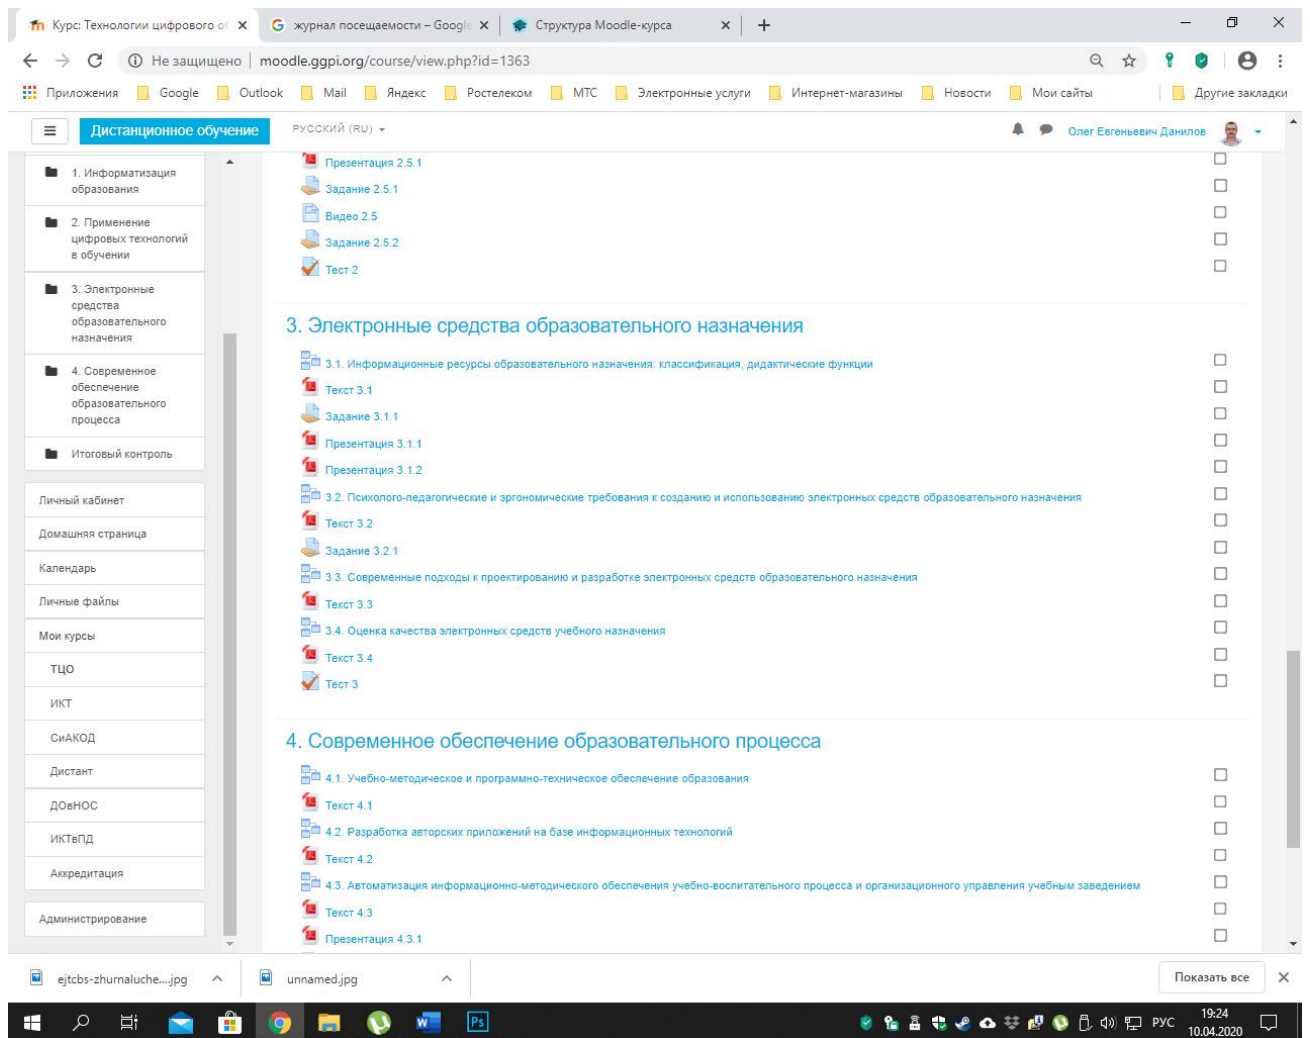 Курс: Технологии цифрового об
журнал посещаемости – Google
Структура Moodle-курса
Не защищено
moodle.ggpi.org/course/view.php?id=1363
Приложения
Google
Outlook
Mail
Яндекс
Ростелеком
МТС
Электронные услуги
Интернет-магазины
Новости
Мои сайты
Другие закладки
Дистанционное обучение
РУССКИЙ (RU)
Олег Евгеньевич Данилов
1. Информатизация
образования
2. Применение
цифровых технологий
в обучении
3. Электронные
средства
образовательного
назначения
4. Современное
обеспечение
образовательного
процесса
Итоговый контроль
Личный кабинет
Домашняя страница
Календарь
Личные файлы
Мои курсы
ТЦО
ИКТ
СиАКОД
Дистант
ДОвНОС
ИКТвПД
Аккредитация
Администрирование
Презентация 2.5.1
Задание 2.5.1
Видео 2.5
Задание 2.5.2
Тест 2
3. Электронные средства образовательного назначения
3.1. Информационные ресурсы образовательного назначения: классификация, дидактические функции
Текст 3.1
Задание 3.1.1
Презентация 3.1.1
Презентация 3.1.2
3.2. Психолого-педагогические и эргономические требования к созданию и использованию электронных средств образовательного назначения
Текст 3.2
Задание 3.2.1
3.3. Современные подходы к проектированию и разработке электронных средств образовательного назначения
Текст 3.3
3.4. Оценка качества электронных средств учебного назначения
Текст 3.4
Тест 3
4. Современное обеспечение образовательного процесса
4.1. Учебно-методическое и программно-техническое обеспечение образования
Текст 4.1
4.2. Разработка авторских приложений на базе информационных технологий
Текст 4.2
4.3. Автоматизация информационно-методического обеспечения учебно-воспитательного процесса и организационного управления учебным заведением
Текст 4.3
Презентация 4.3.1
ejtcbs-zhurnaluche....jpg
unnamed.jpg
Показать все
РУС
19:24
10.04.2020